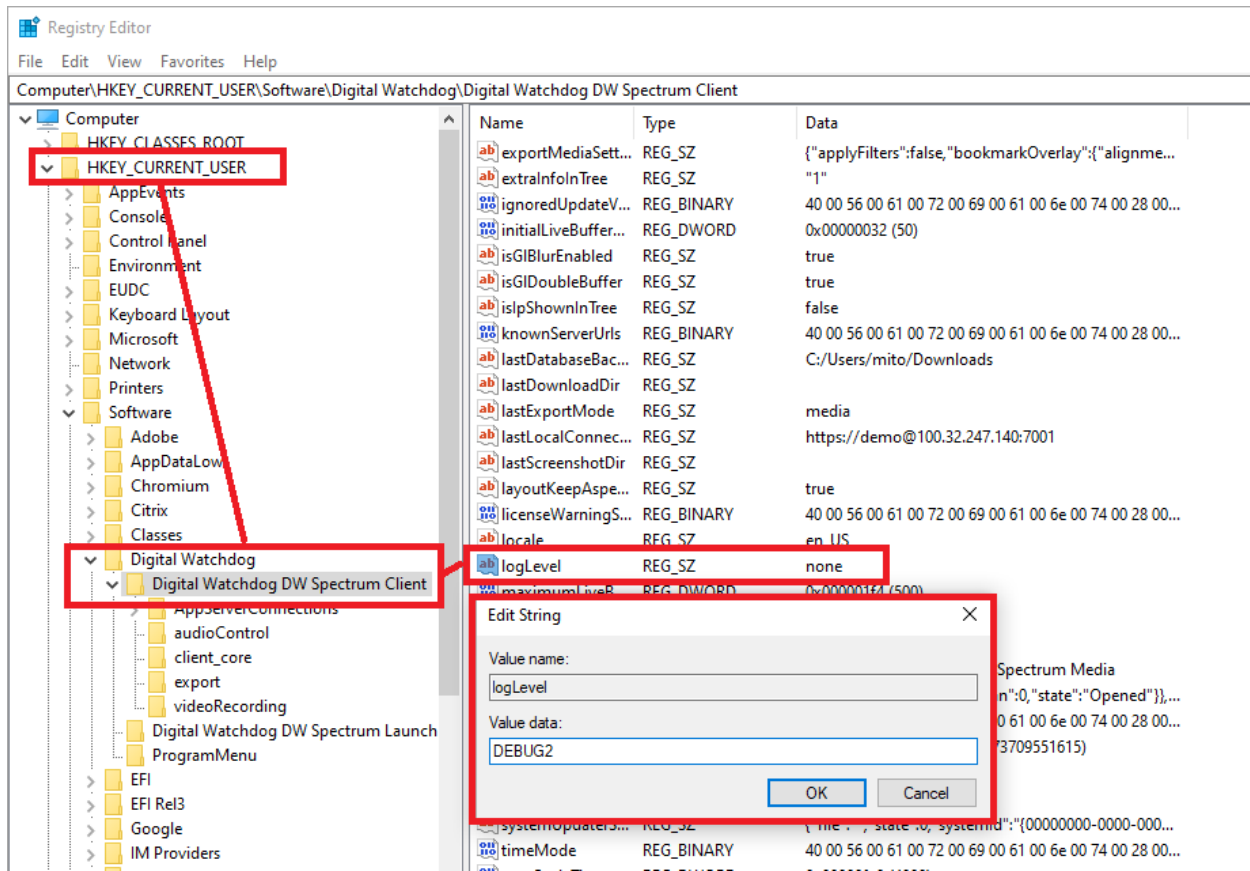 Registry Editor
File Edit View Favorites Help
Computer\HKEY_CURRENT_USER\Software\Digital Watchdog\Digital Watchdog DW Spectrum Client
Computer
HKEY_CLASSES_ROOT
HKEY_CURRENT_USER
AppEvents
Console
Control Panel
Environment
EUDC
Keyboard Layout
Microsoft
Network
Printers
Software
Adobe
AppDataLow
Chromium
Citrix
Classes
Digital Watchdog
Digital Watchdog DW Spectrum Client
AppServerConnections
audioControl
client_core
export
videoRecording
Digital Watchdog DW Spectrum Launch
ProgramMenu
EFI
EFI Rel3
Google
IM Providers
Name Type Data
exportMediaSett... REG_SZ {"applyFilters":false,"bookmarkOverlay":{"alignme...
extraInfoInTree REG_SZ "1"
ignoredUpdateV... REG_BINARY 40 00 56 00 61 00 72 00 69 00 61 00 6e 00 74 00 28 00...
initialLiveBuffer... REG_DWORD 0x00000032 (50)
isGlBlurEnabled REG_SZ true
isGlDoubleBuffer REG_SZ true
isIpShownInTree REG_SZ false
knownServerUrls REG_BINARY 40 00 56 00 61 00 72 00 69 00 61 00 6e 00 74 00 28 00...
lastDatabaseBac... REG_SZ C:/Users/mito/Downloads
lastDownloadDir REG_SZ
lastExportMode REG_SZ media
lastLocalConnec... REG_SZ https://demo@100.32.247.140:7001
lastScreenshotDir REG_SZ
layoutKeepAspe... REG_SZ true
licenseWarningS... REG_BINARY 40 00 56 00 61 00 72 00 69 00 61 00 6e 00 74 00 28 00...
locale REG_SZ en_US
logLevel REG_SZ none
maximumLiveB... REG_DWORD 0x000001f4 (500)
Edit String
Value name:
logLevel
Value data:
DEBUG2
OK Cancel
Spectrum Media
n":0,"state":"Opened"}},...
0 61 00 6e 00 74 00 28 00...
73709551615)
systemUpdaterS... REG_SZ "state":0,"systemId":"{00000000-0000-000...
timeMode REG_BINARY 40 00 56 00 61 00 72 00 69 00 61 00 6e 00 74 00 28 00...